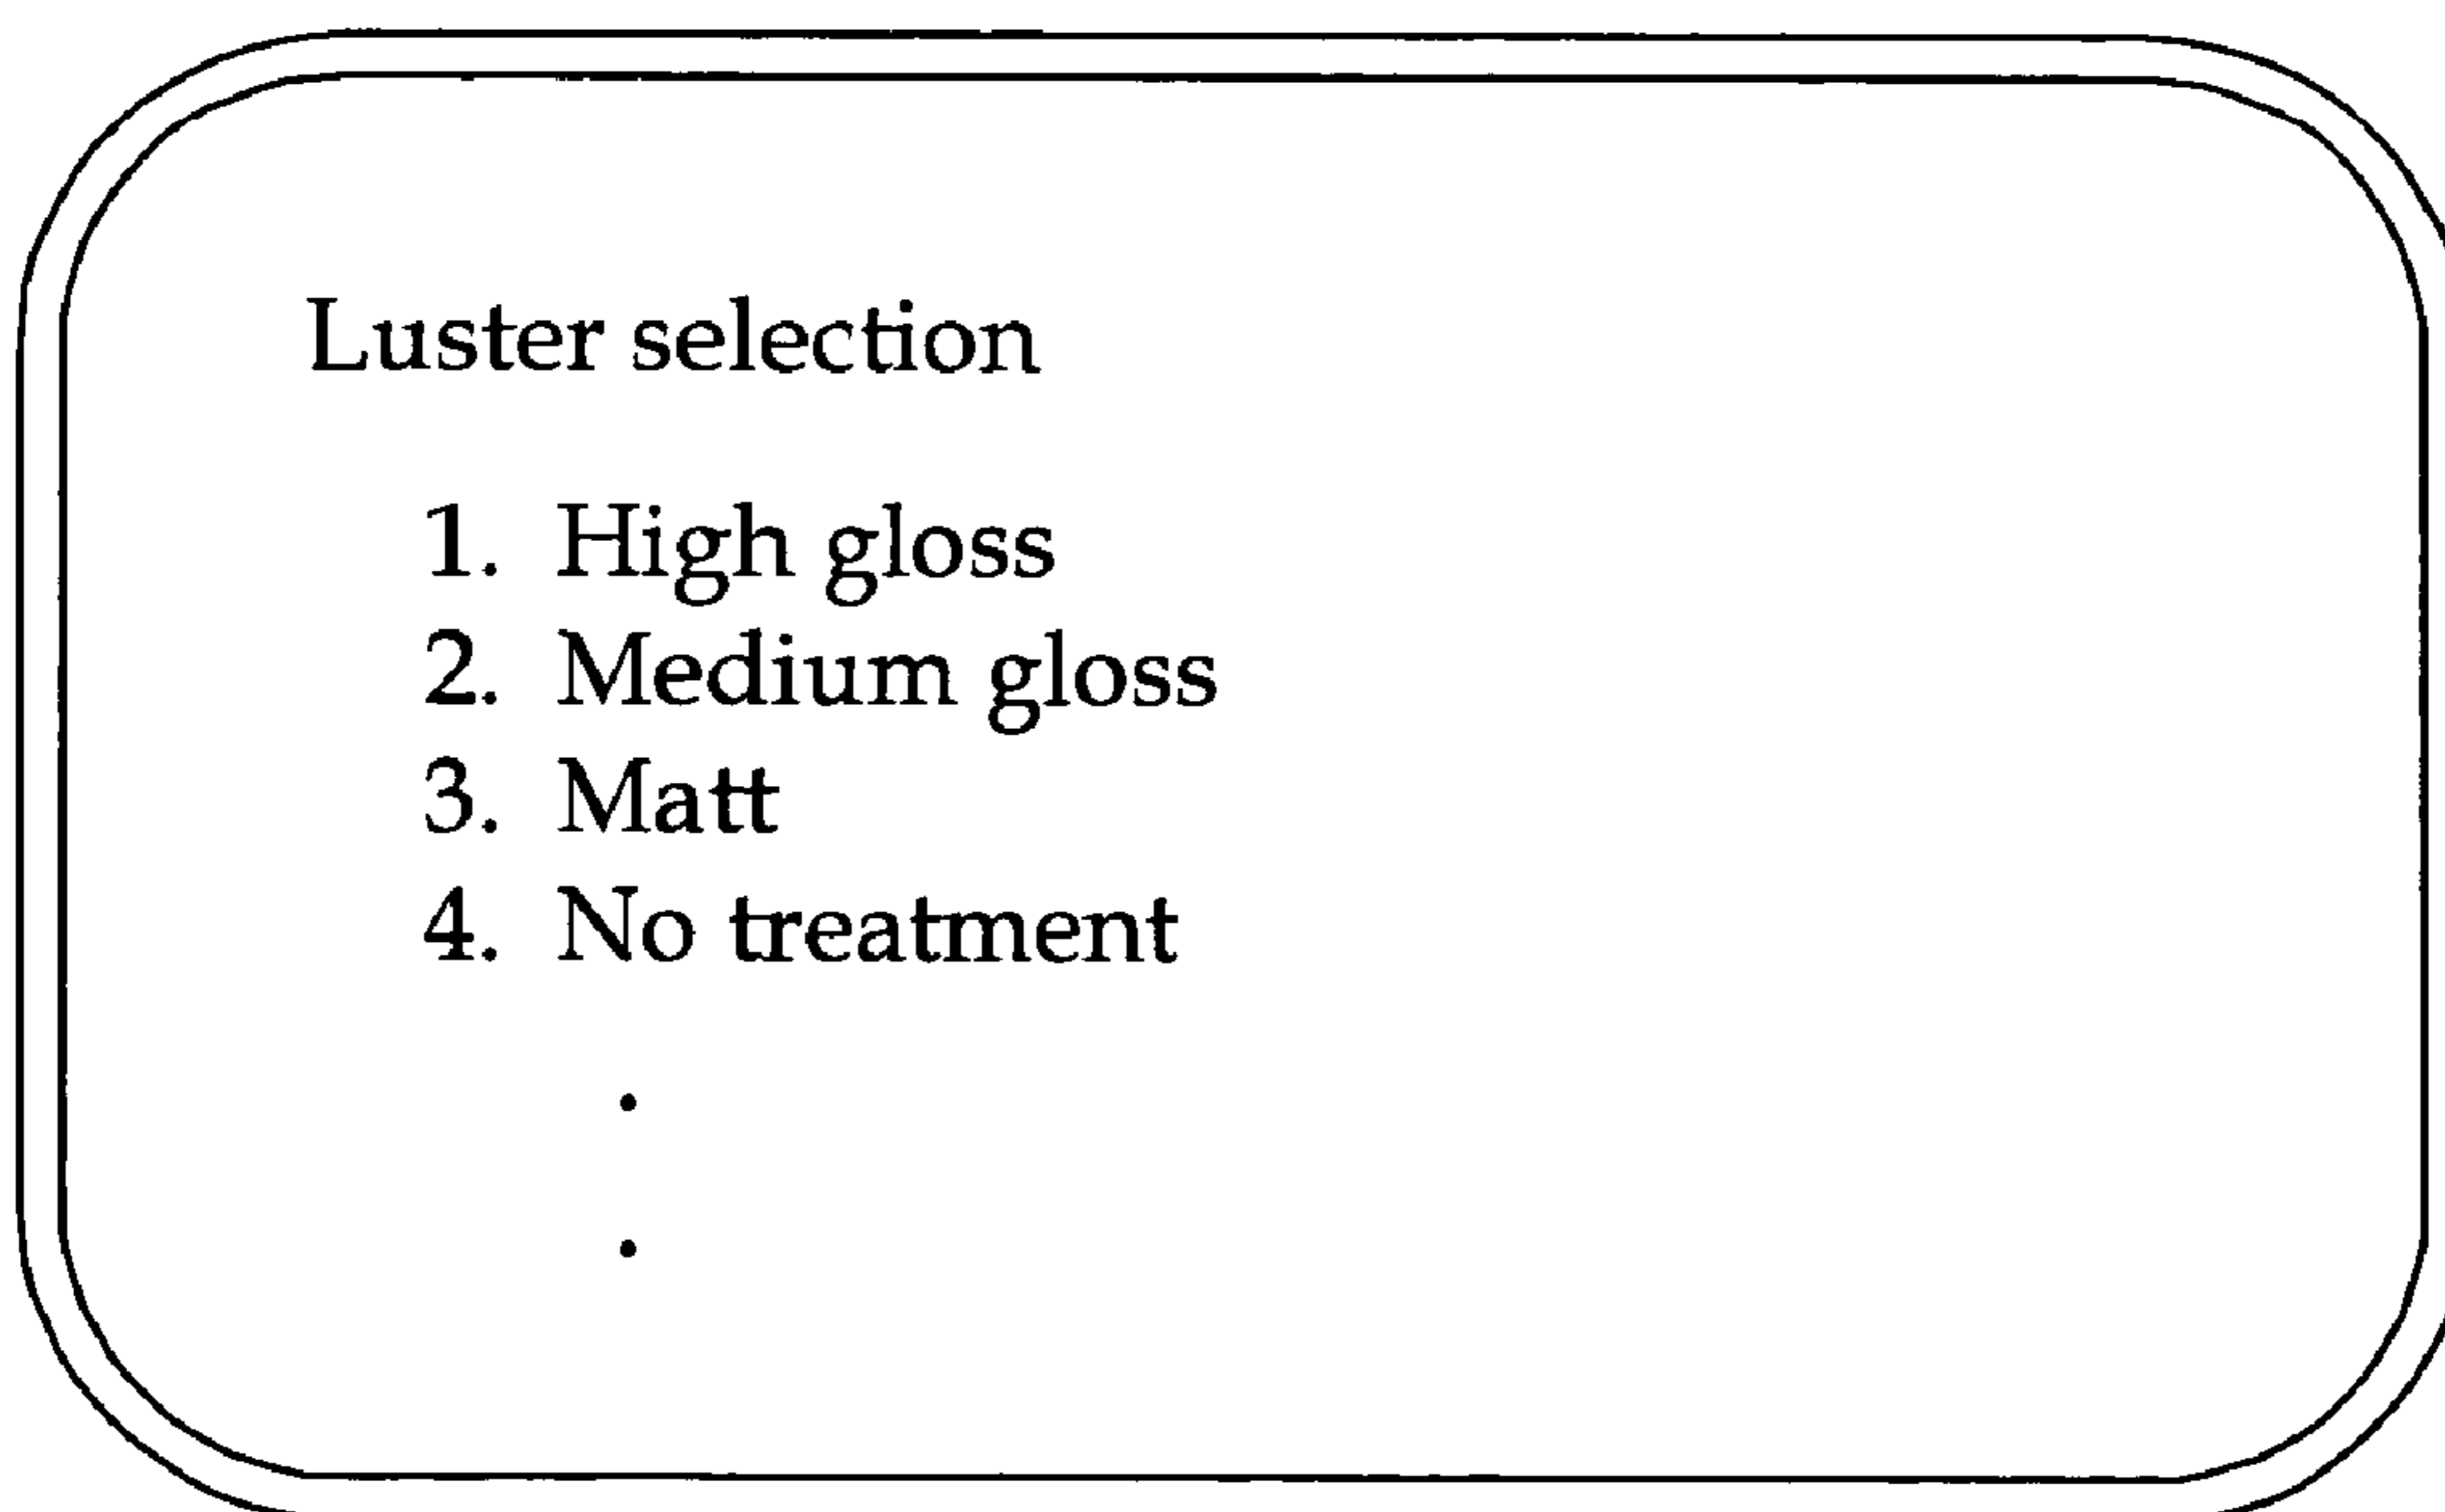 Luster selection
1. High gloss
2. Medium gloss
3. Matt
4. No treatment
.
.